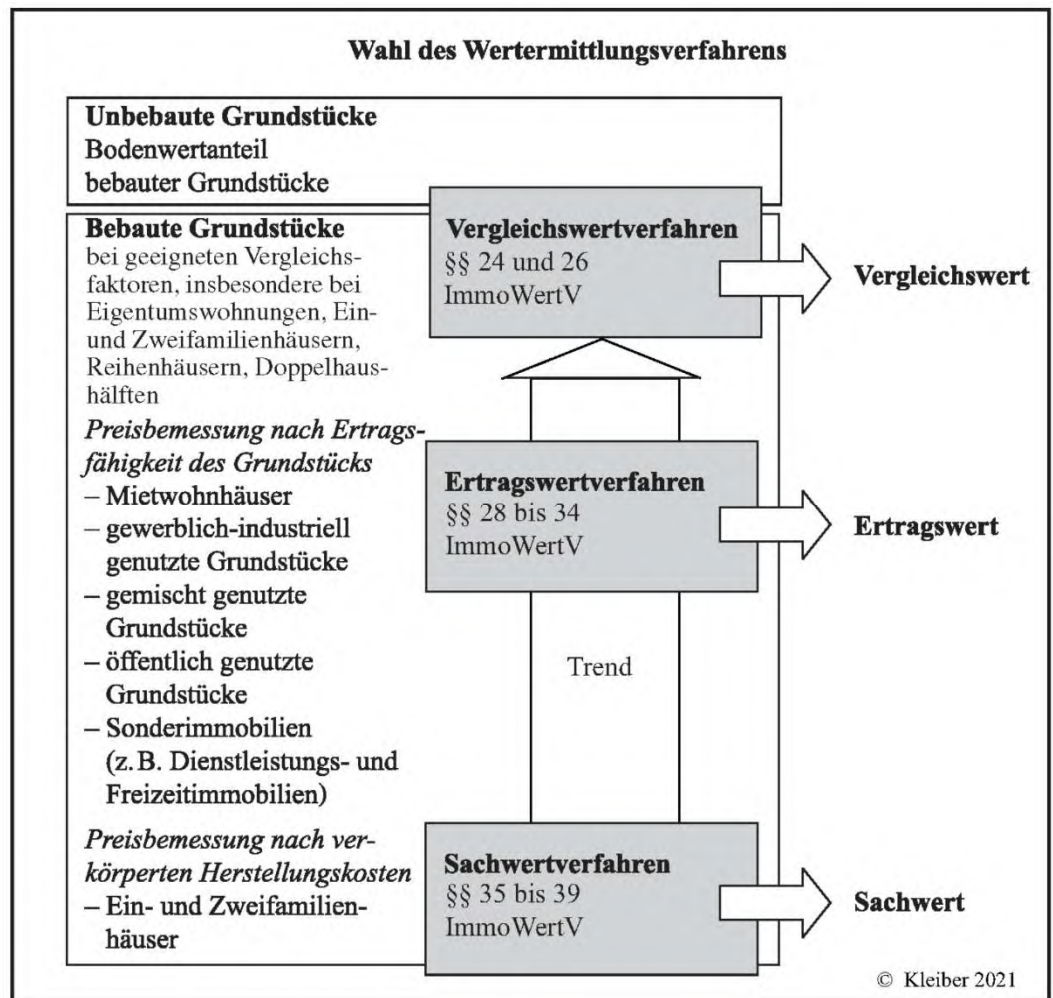 Wahl des Wertermittlungsverfahrens
Unbebaute Grundstücke
Bodenwertanteil
bebauter Grundstücke
Bebaute Grundstücke
bei geeigneten Vergleichs-
faktoren, insbesondere bei
Eigentumswohnungen, Ein-
und Zweifamilienhäusern,
Reihenhäusern, Doppelhaus-
hälften
Preisbemessung nach Ertrags-
fähigkeit des Grundstücks
– Mietwohnhäuser
– gewerblich-industriell
genutzte Grundstücke
– gemischt genutzte
Grundstücke
– öffentlich genutzte
Grundstücke
– Sonderimmobilien
(z. B. Dienstleistungs- und
Freizeitimmobilien)
Preisbemessung nach ver-
körperten Herstellungskosten
– Ein- und Zweifamilien-
häuser
Vergleichswertverfahren
§§ 24 und 26
ImmoWertV
Vergleichswert
Ertragswertverfahren
§§ 28 bis 34
ImmoWertV
Ertragswert
Trend
Sachwertverfahren
§§ 35 bis 39
ImmoWertV
Sachwert
© Kleiber 2021